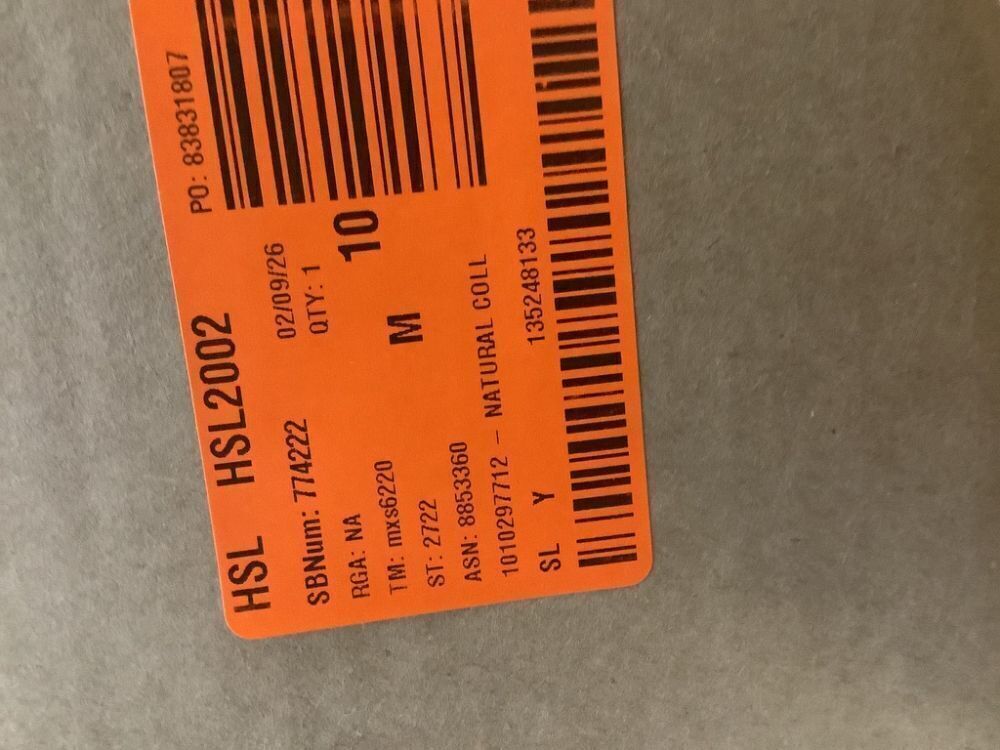 HSL HSL2002 PO: 83831807
SBNum: 774222 02/09/26
RGA: NA QTY: 1
TM: mxs6220 10
ST: 2722 M
ASN: 8853360
1010297712 – NATURAL COLL
SL Y 135248133